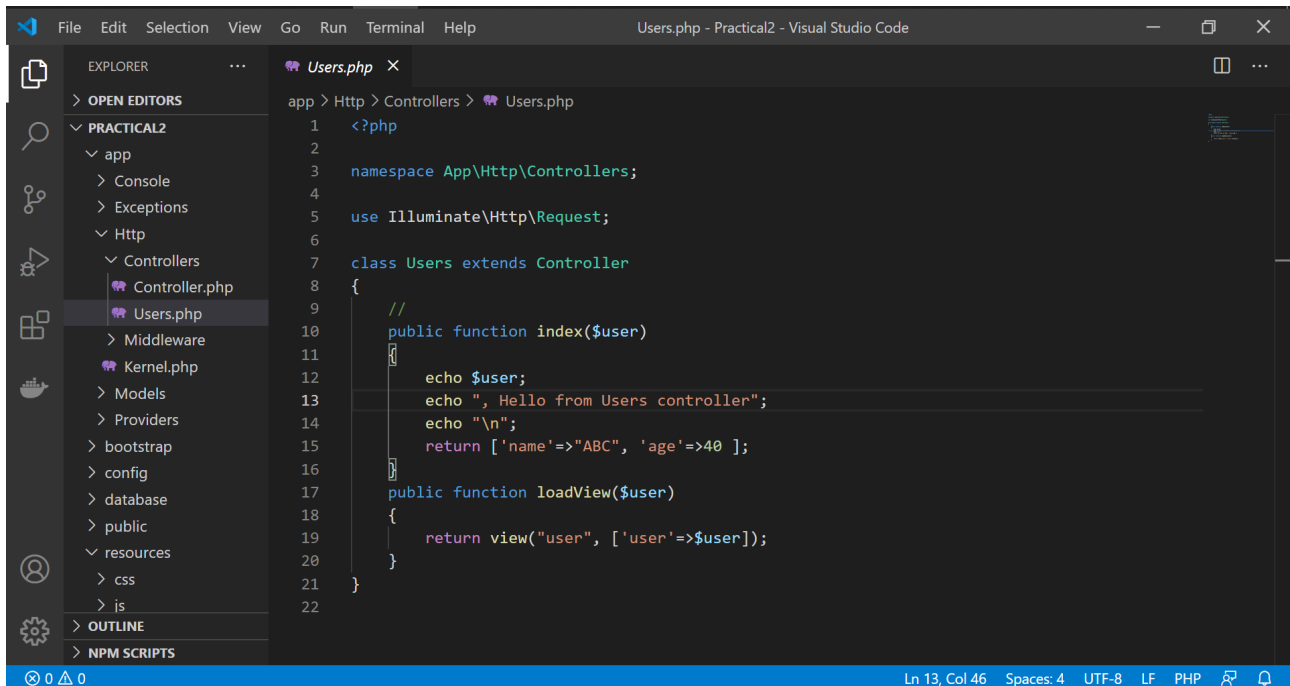 File Edit Selection View Go Run Terminal Help Users.php - Practical2 - Visual Studio Code
EXPLORER ...
OPEN EDITORS
PRACTICAL2
app
Console
Exceptions
Http
Controllers
Controller.php
Users.php
Middleware
Kernel.php
Models
Providers
bootstrap
config
database
public
resources
css
js
OUTLINE
NPM SCRIPTS
Users.php
app > Http > Controllers > Users.php
1 <?php
2
3 namespace App\Http\Controllers;
4
5 use Illuminate\Http\Request;
6
7 class Users extends Controller
8 {
9     //
10     public function index($user)
11     {
12         echo $user;
13         echo ", Hello from Users controller";
14         echo "\n";
15         return ['name'=>"ABC", 'age'=>40 ];
16     }
17     public function loadView($user)
18     {
19         return view("user", ['user'=>$user]);
20     }
21 }
22
0 0 Ln 13, Col 46 Spaces: 4 UTF-8 LF PHP